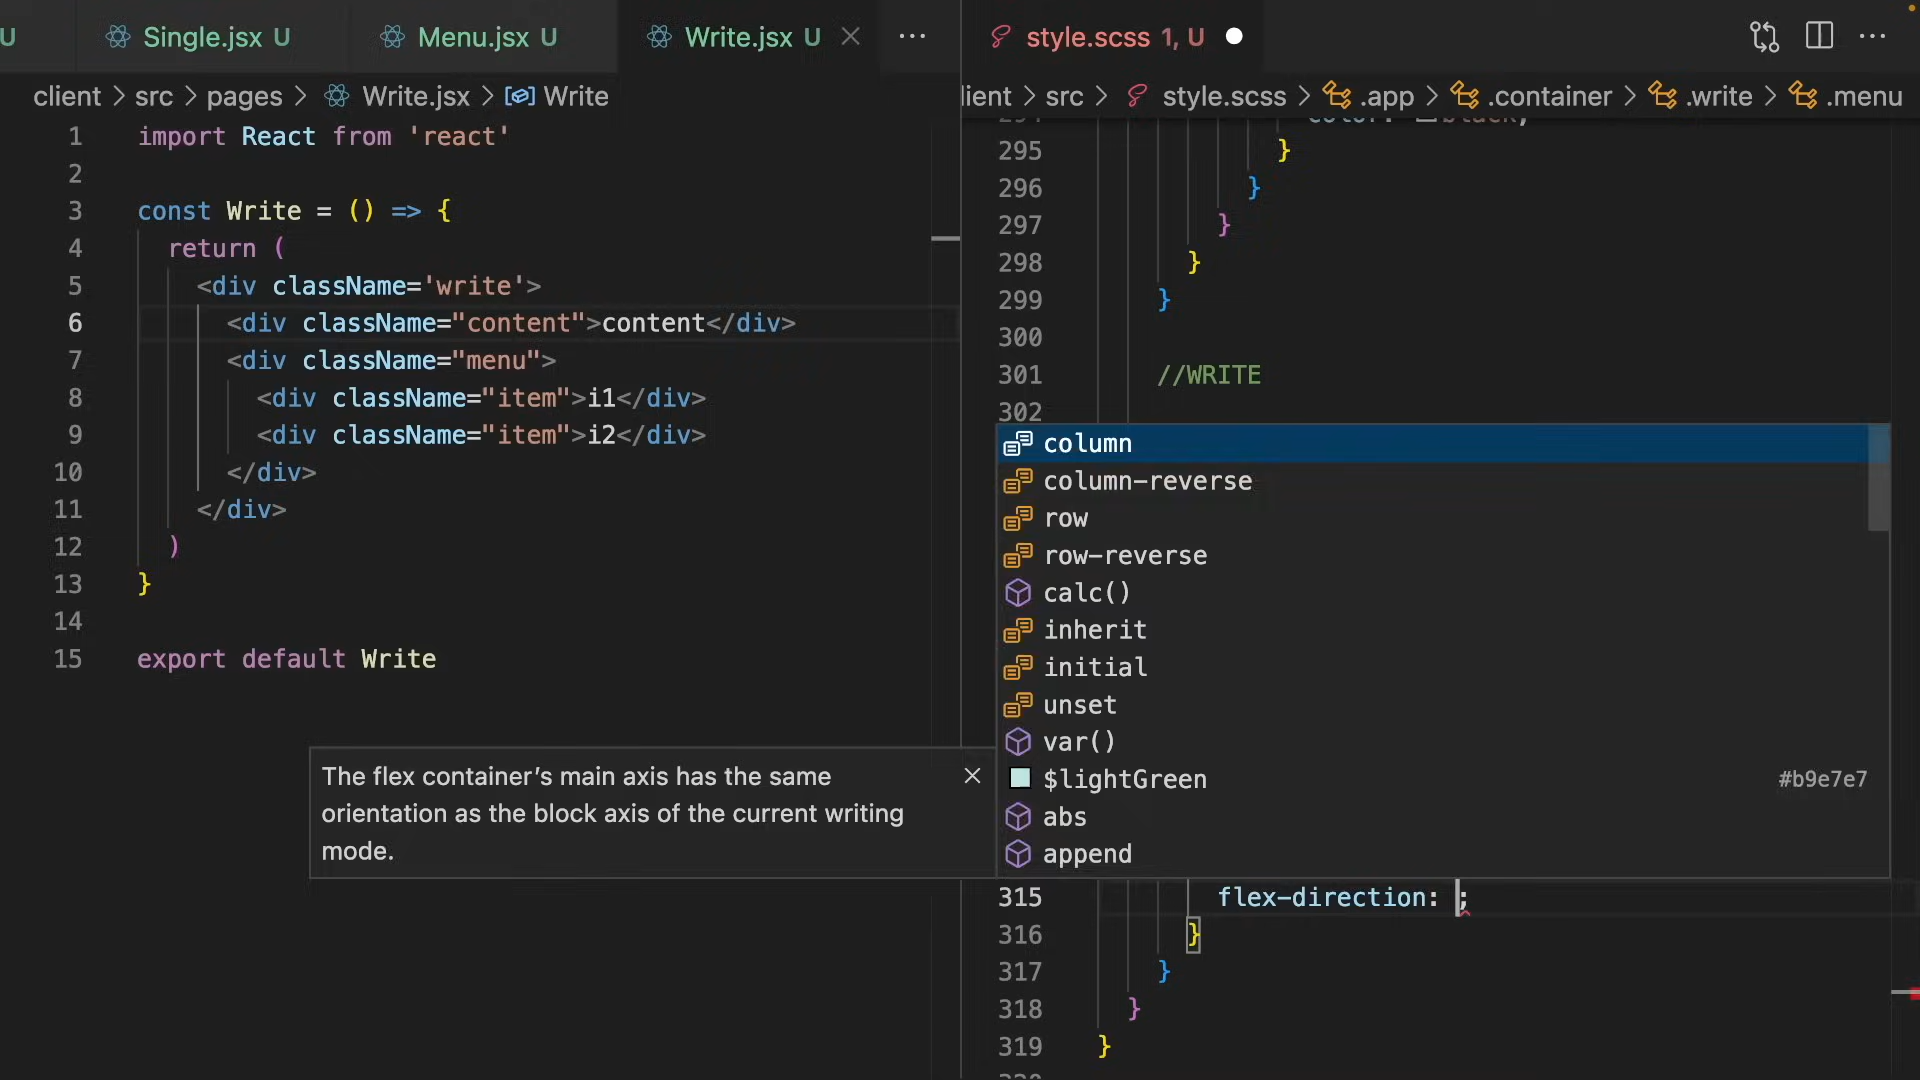 U Single.jsx U Menu.jsx U Write.jsx U ···
client > src > pages > Write.jsx > Write
1 import React from 'react'
2
3 const Write = () => {
4 return (
5 <div className='write'>
6 <div className="content">content</div>
7 <div className="menu">
8 <div className="item">i1</div>
9 <div className="item">i2</div>
10 </div>
11 </div>
12 )
13 }
14
15 export default Write
The flex container's main axis has the same
orientation as the block axis of the current writing
mode.
style.scss 1, U ···
lient > src > style.scss > .app > .container > .write > .menu
294 color: black;
295 }
296 }
297 }
298 }
299 }
300
301 //WRITE
302
column
column-reverse
row
row-reverse
calc()
inherit
initial
unset
var()
$lightGreen #b9e7e7
abs
append
315 flex-direction: ;
316 }
317 }
318 }
319 }